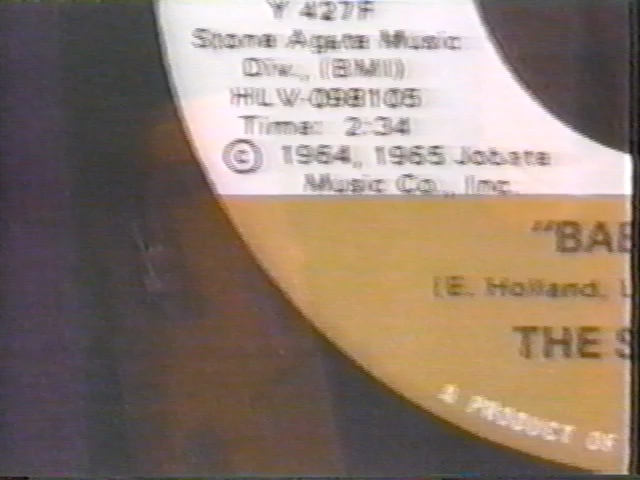 Y 427F
Stone Agate Music
Div., (BMI)
HLW-098105
Time: 2:34
© 1964, 1965 Jobete
Music Co., Inc.
"BAB
(E. Holland, L
THE S
A PRODUCT OF